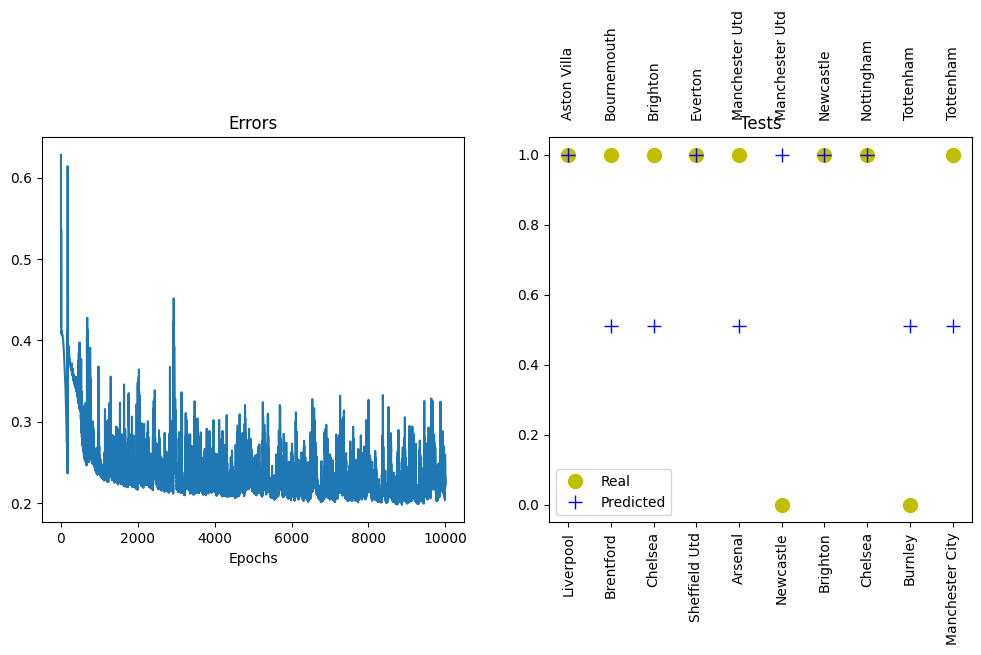 Errors
0.6
0.5
0.4
0.3
0.2
0
2000
4000
6000
8000
10000
Epochs
Aston Villa
Bournemouth
Brighton
Everton
Manchester Utd
Manchester Utd
Newcastle
Nottingham
Tottenham
Tottenham
Tests
1.0
0.8
0.6
0.4
0.2
0.0
Real
Predicted
Liverpool
Brentford
Chelsea
Sheffield Utd
Arsenal
Newcastle
Brighton
Chelsea
Burnley
Manchester City